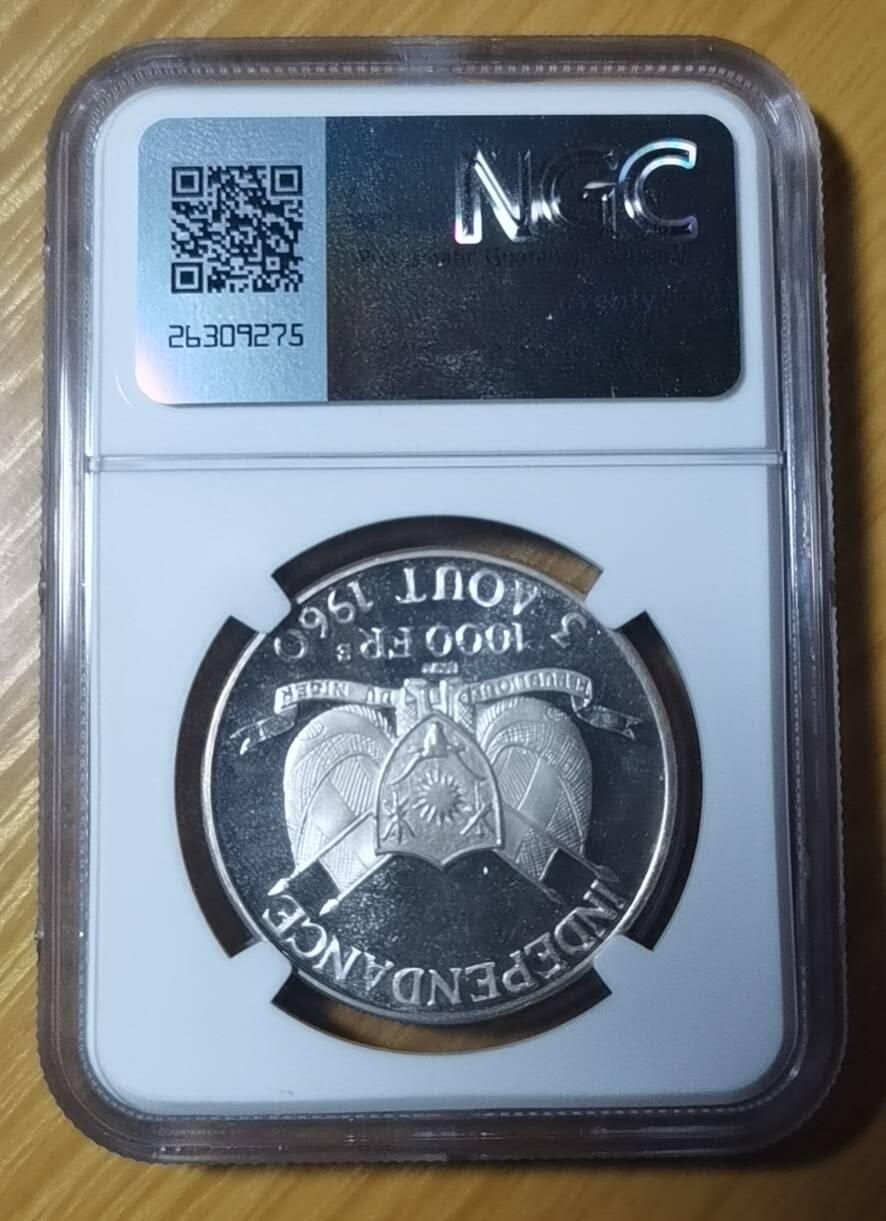 NGC
26309275
INDEPENDANCE
REPUBLIQUE DU NIGER
1000 FRS
3 AOUT 1960